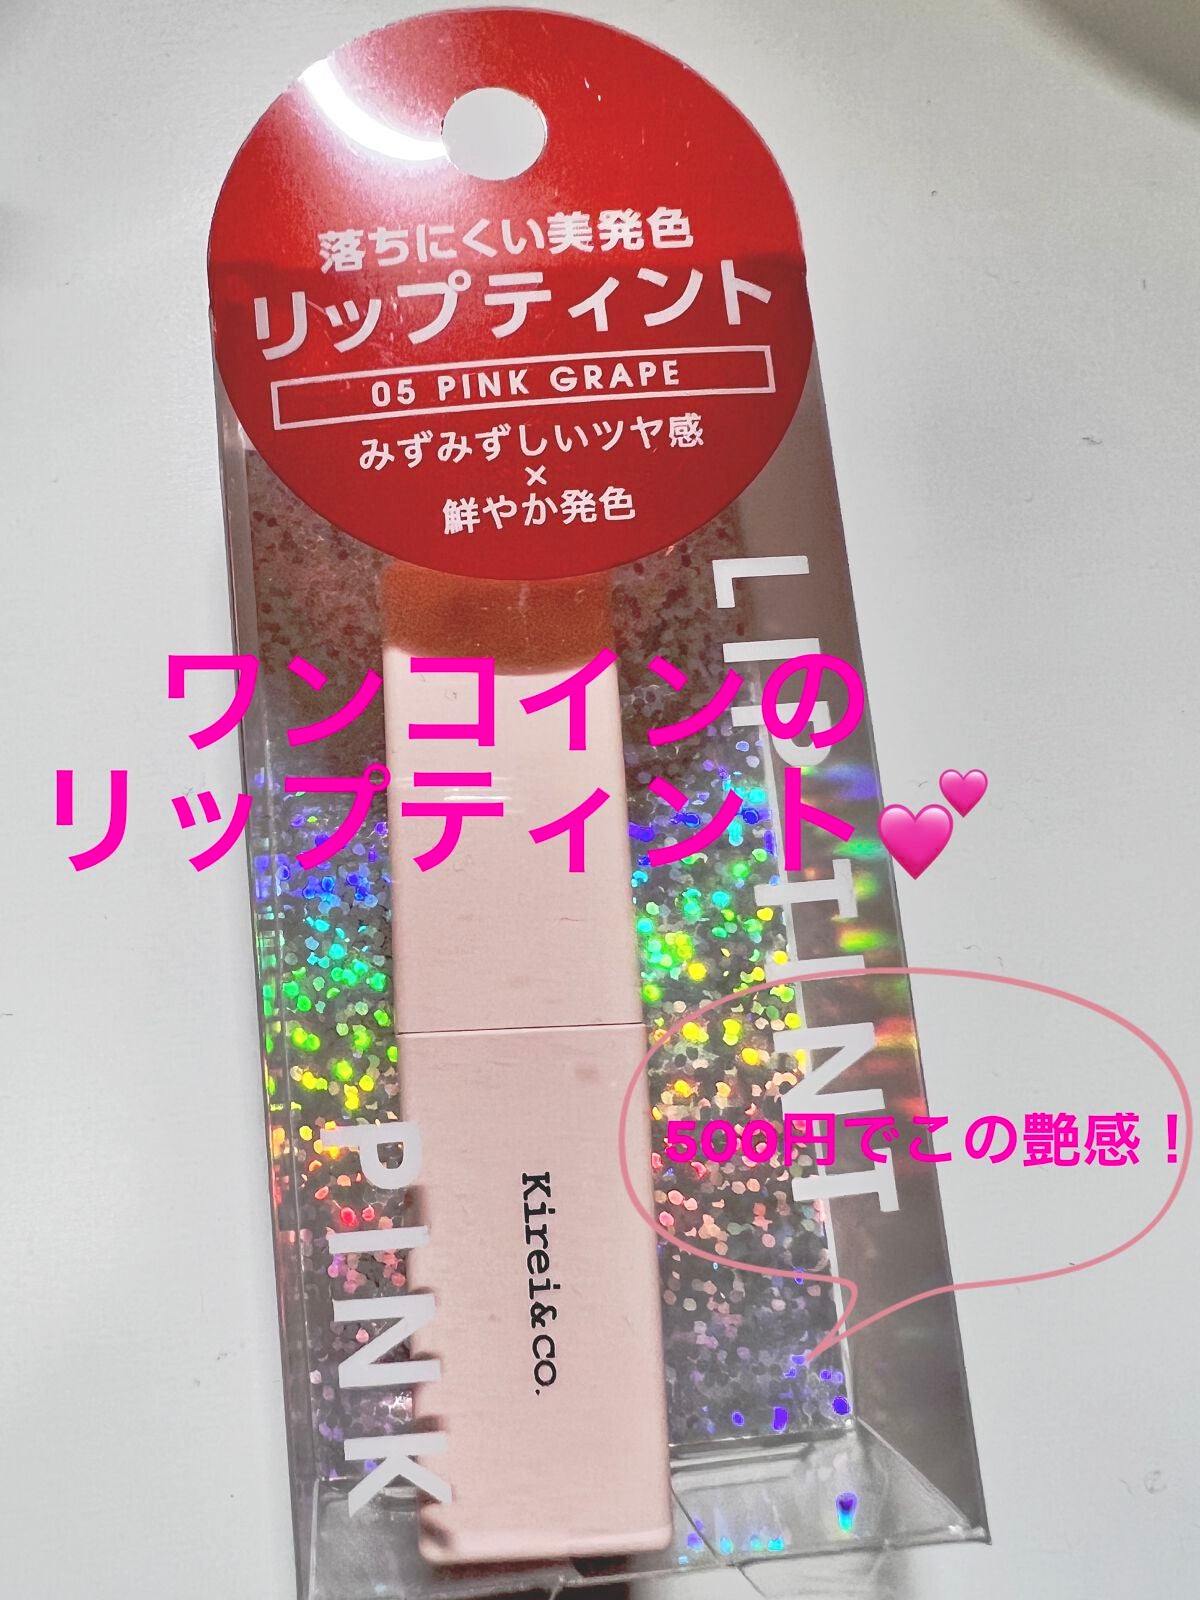 落ちにくい美発色
リップティント
05 PINK GRAPE
みずみずしいツヤ感
×
鮮やか発色
LIP TINT
ワンコインの
リップティント💕
500円でこの艶感！
Kirei&co.
PINK